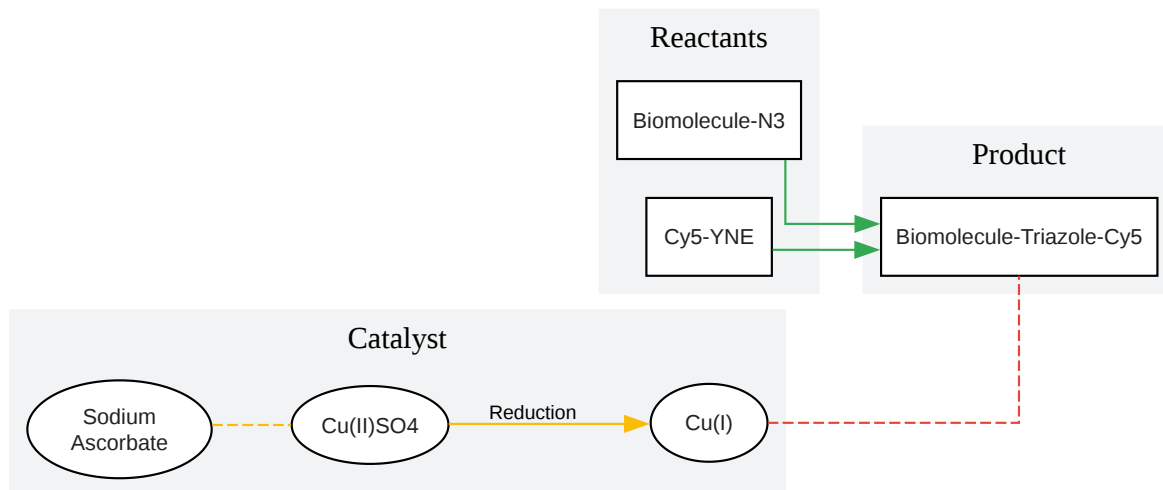 Reactants
Biomolecule-N3
Product
Cy5-YNE
Biomolecule-Triazole-Cy5
Catalyst
Sodium
Ascorbate
Cu(II)SO4
Reduction
Cu(I)